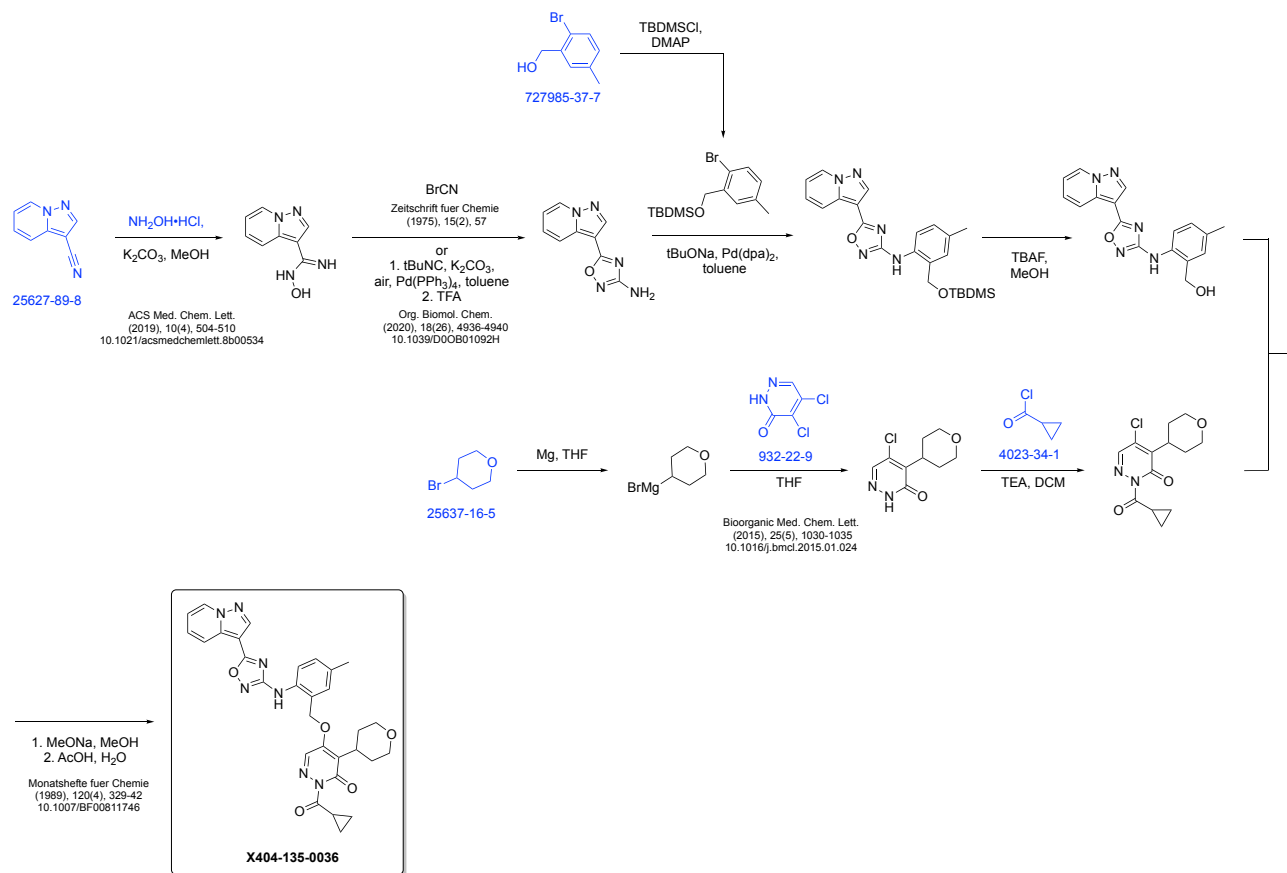 Br
HO
727985-37-7
TBDMSCl,
DMAP
Br
TBDMSO
N
N
N
25627-89-8
NH₂OH•HCl,
K₂CO₃, MeOH
ACS Med. Chem. Lett.
(2019), 10(4), 504-510
10.1021/acsmedchemlett.8b00534
N
N
NH
HN
OH
BrCN
Zeitschrift fuer Chemie
(1975), 15(2), 57
or
1. tBuNC, K₂CO₃,
air, Pd(PPh₃)₄, toluene
2. TFA
Org. Biomol. Chem.
(2020), 18(26), 4936-4940
10.1039/D0OB01092H
N
N
N
O
N
NH₂
tBuONa, Pd(dpa)₂,
toluene
N
N
N
O
N
N
H
OTBDMS
TBAF,
MeOH
N
N
N
O
N
N
H
OH
O
Br
25637-16-5
Mg, THF
O
BrMg
N
HN
Cl
O
Cl
932-22-9
THF
Bioorganic Med. Chem. Lett.
(2015), 25(5), 1030-1035
10.1016/j.bmcl.2015.01.024
Cl
O
N
N
H
O
Cl
O
4023-34-1
TEA, DCM
Cl
O
N
N
O
O
1. MeONa, MeOH
2. AcOH, H₂O
Monatshefte fuer Chemie
(1989), 120(4), 329-42
10.1007/BF00811746
N
N
N
O
N
N
H
O
O
N
N
O
O
X404-135-0036